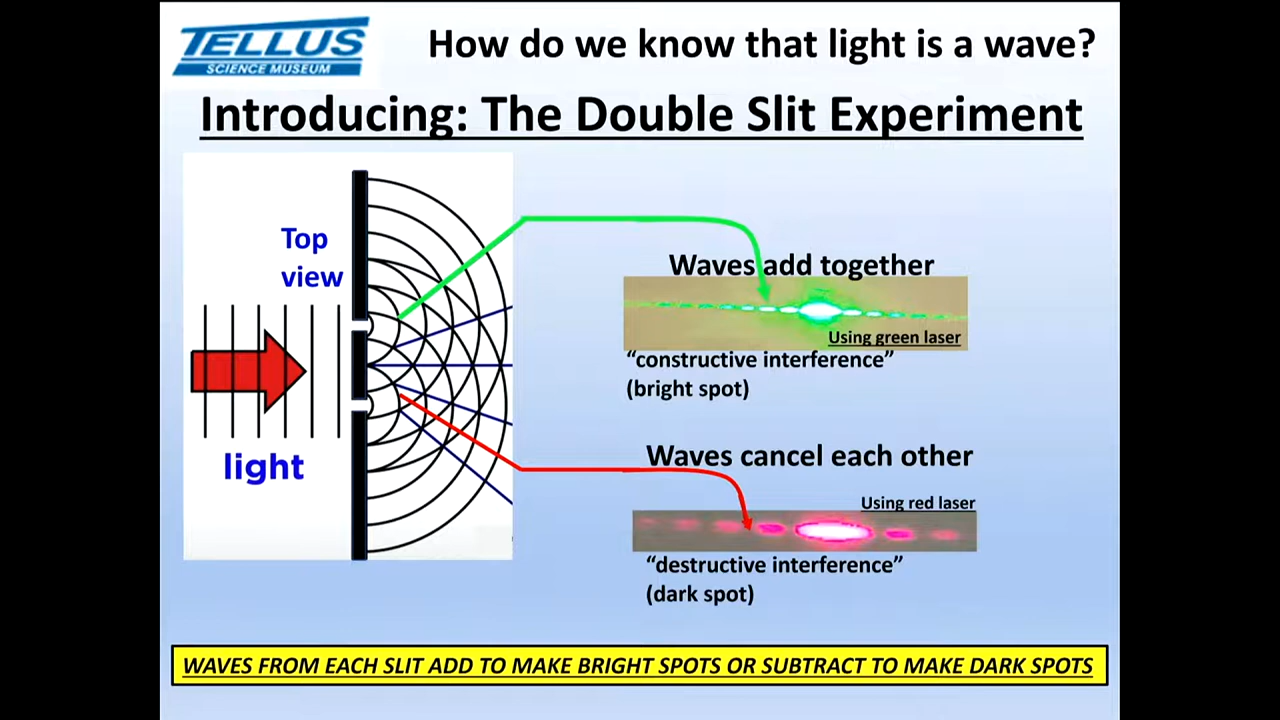 TELLUS
SCIENCE MUSEUM
How do we know that light is a wave?
Introducing: The Double Slit Experiment
Top
view
light
Waves add together
Using green laser
“constructive interference”
(bright spot)
Waves cancel each other
Using red laser
“destructive interference”
(dark spot)
WAVES FROM EACH SLIT ADD TO MAKE BRIGHT SPOTS OR SUBTRACT TO MAKE DARK SPOTS